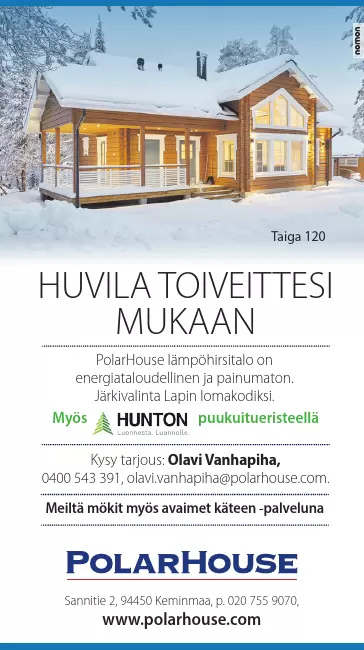 noman
Taiga 120
HUVILA TOIVEITTESI
MUKAAN
PolarHouse lämpöhirsitalo on
energiataloudellinen ja painumaton.
Järkivalinta Lapin lomakodiksi.
Myös HUNTON puukuitueristeellä
Luonnosta. Luonnolle.
Kysy tarjous: Olavi Vanhapiha,
0400 543 391, olavi.vanhapiha@polarhouse.com.
Meiltä mökit myös avaimet käteen -palveluna
POLARHOUSE
Sannitie 2, 94450 Keminmaa, p. 020 755 9070,
www.polarhouse.com